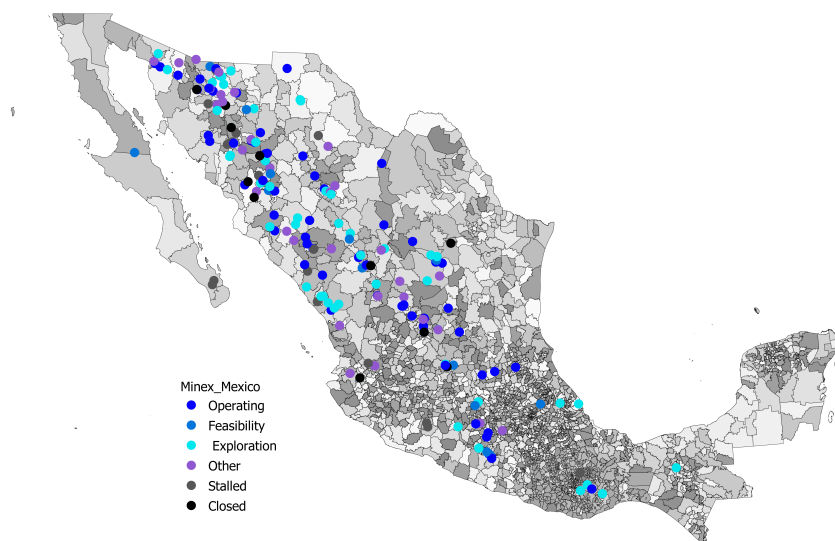 Minex_Mexico
Operating
Feasibility
Exploration
Other
Stalled
Closed